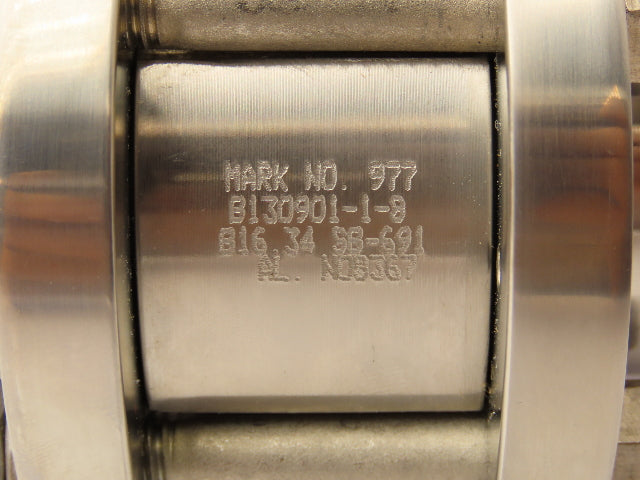 MARK NO. 977
B130901-1-8
B16.34 SB-691
AL. N08367